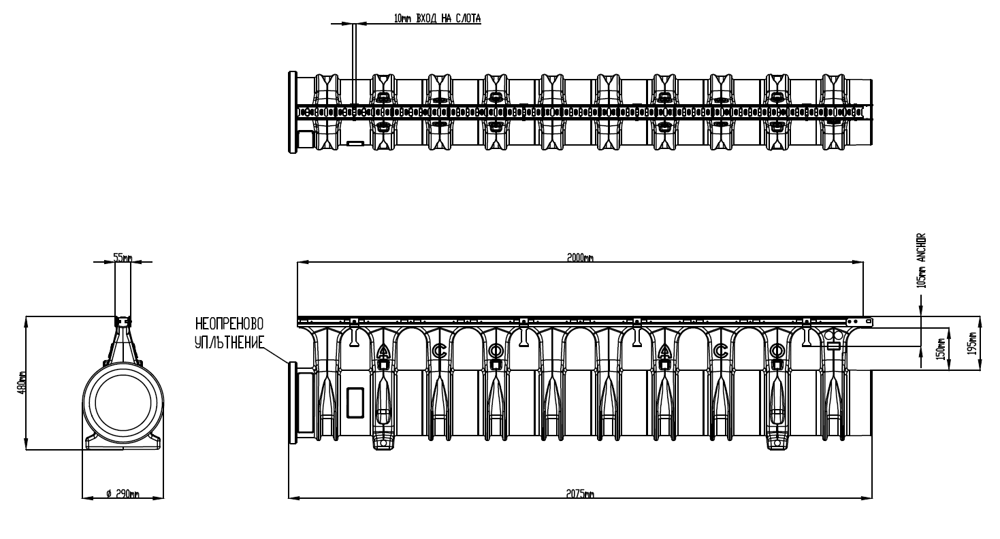 10mm ВХОД НА СЛОТА
105mm ANCHOR
55mm
2000mm
НЕОПРЕНОВО
УПЛЪТНЕНИЕ
480mm
150mm
195mm
A C O A C O
Ø 290mm
2075mm